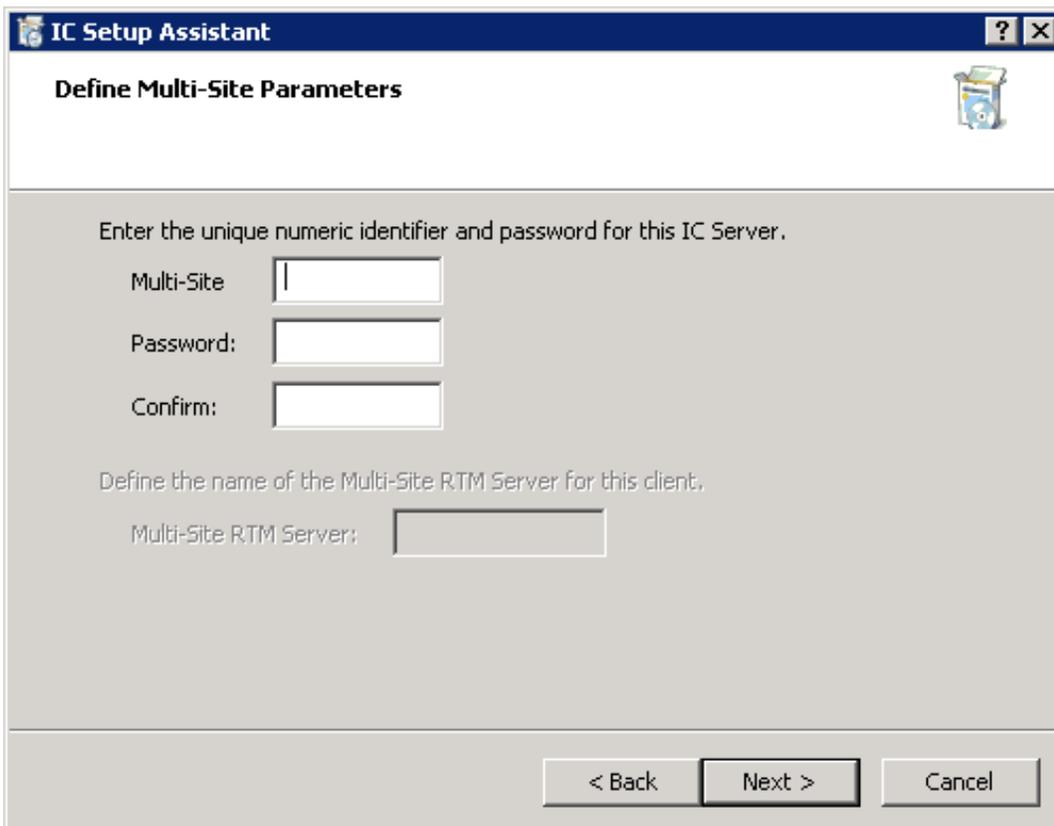 IC Setup Assistant
Define Multi-Site Parameters
Enter the unique numeric identifier and password for this IC Server.
Multi-Site
Password:
Confirm:
Define the name of the Multi-Site RTM Server for this client.
Multi-Site RTM Server:
< Back Next > Cancel